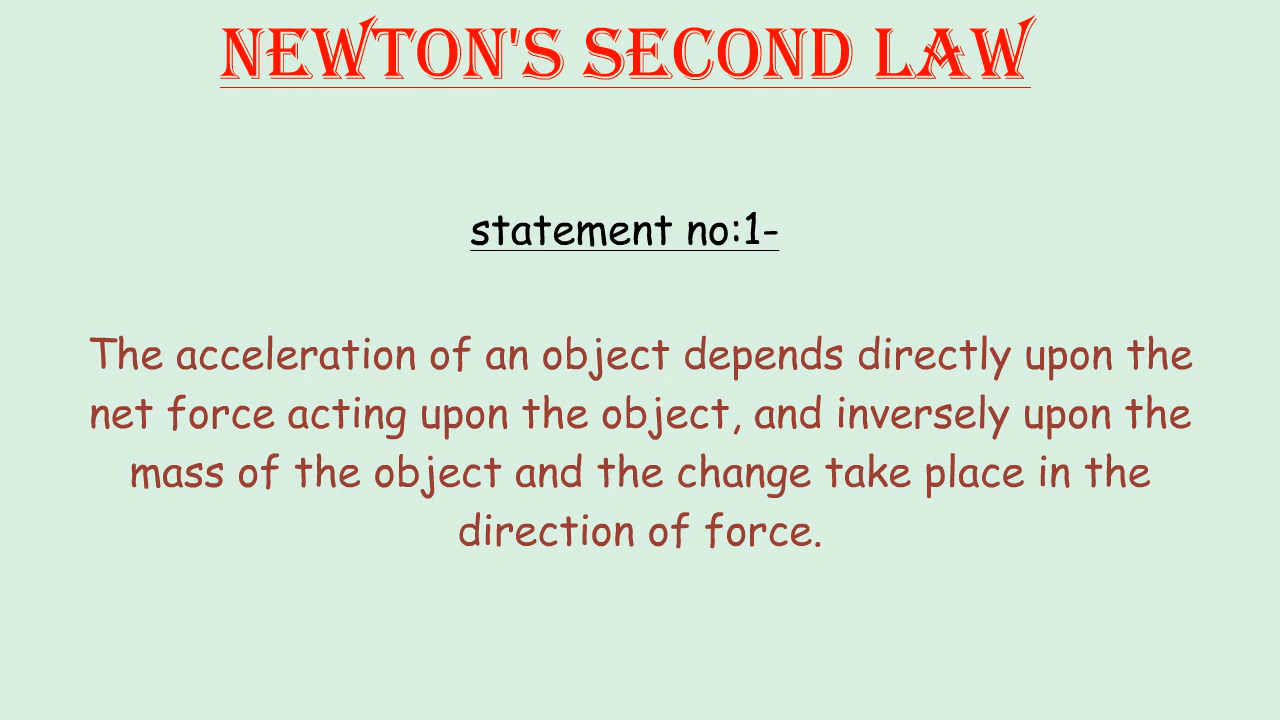 NEWTON'S SECOND LAW
statement no:1-
The acceleration of an object depends directly upon the
net force acting upon the object, and inversely upon the
mass of the object and the change take place in the
direction of force.